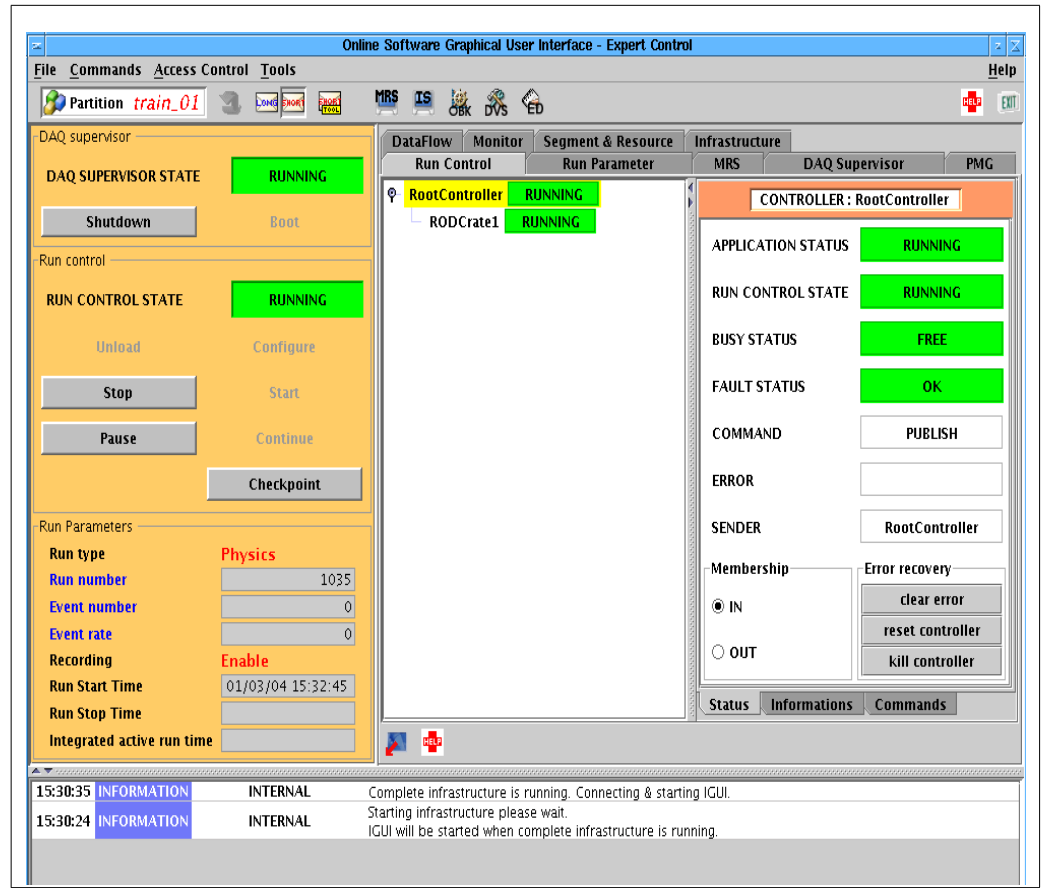 Online Software Graphical User Interface - Expert Control
File Commands Access Control Tools Help
Partition train_01 LONG SHORT SHORT TOOL MRS IS OBK DVS ED HELP EXIT
DAQ supervisor
DAQ SUPERVISOR STATE RUNNING
Shutdown Boot
Run control
RUN CONTROL STATE RUNNING
Unload Configure
Stop Start
Pause Continue
Checkpoint
Run Parameters
Run type Physics
Run number 1035
Event number 0
Event rate 0
Recording Enable
Run Start Time 01/03/04 15:32:45
Run Stop Time
Integrated active run time
DataFlow Monitor Segment & Resource Infrastructure
Run Control Run Parameter MRS DAQ Supervisor PMG
RootController RUNNING
RODCrate1 RUNNING
CONTROLLER : RootController
APPLICATION STATUS RUNNING
RUN CONTROL STATE RUNNING
BUSY STATUS FREE
FAULT STATUS OK
COMMAND PUBLISH
ERROR
SENDER RootController
Membership
IN
OUT
Error recovery
clear error
reset controller
kill controller
Status Informations Commands
HELP
15:30:35 INFORMATION INTERNAL Complete infrastructure is running. Connecting & starting IGUI.
15:30:24 INFORMATION INTERNAL Starting infrastructure please wait.
IGUI will be started when complete infrastructure is running.